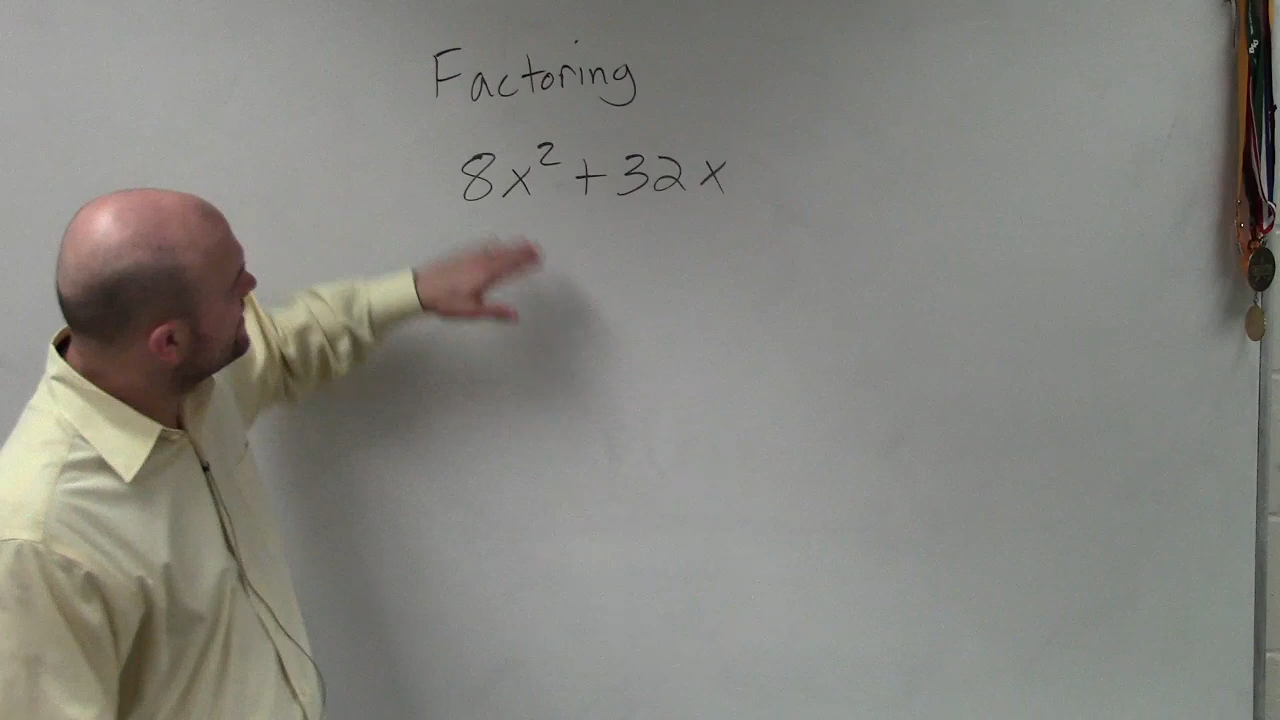 Factoring
8x² + 32x